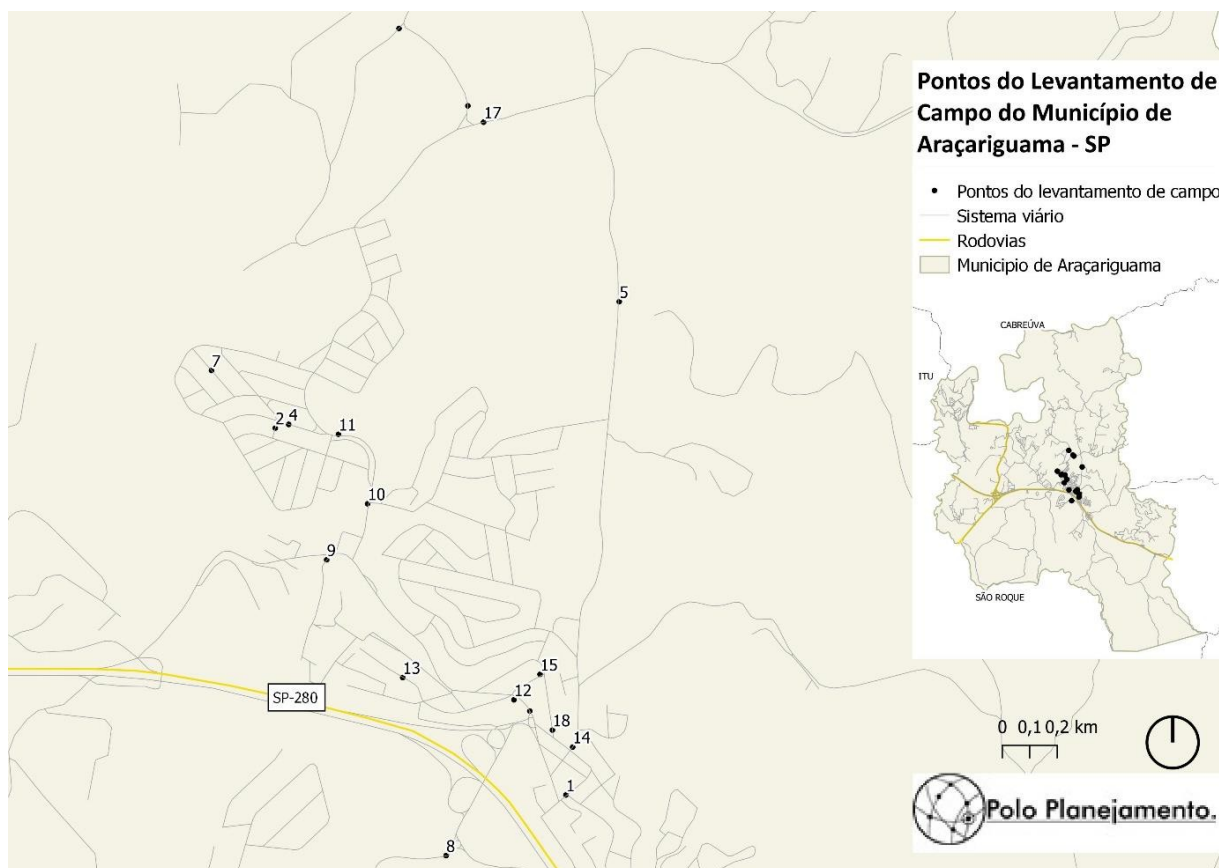 Pontos do Levantamento de
Campo do Município de
Araçariguama - SP
Pontos do levantamento de campo
Sistema viário
Rodovias
Municipio de Araçariguama
CABREÚVA
ITU
SÃO ROQUE
17
5
7
2 4
11
10
9
13
15
12
SP-280
18
14
1
8
0 0,1 0,2 km
Polo Planejamento.